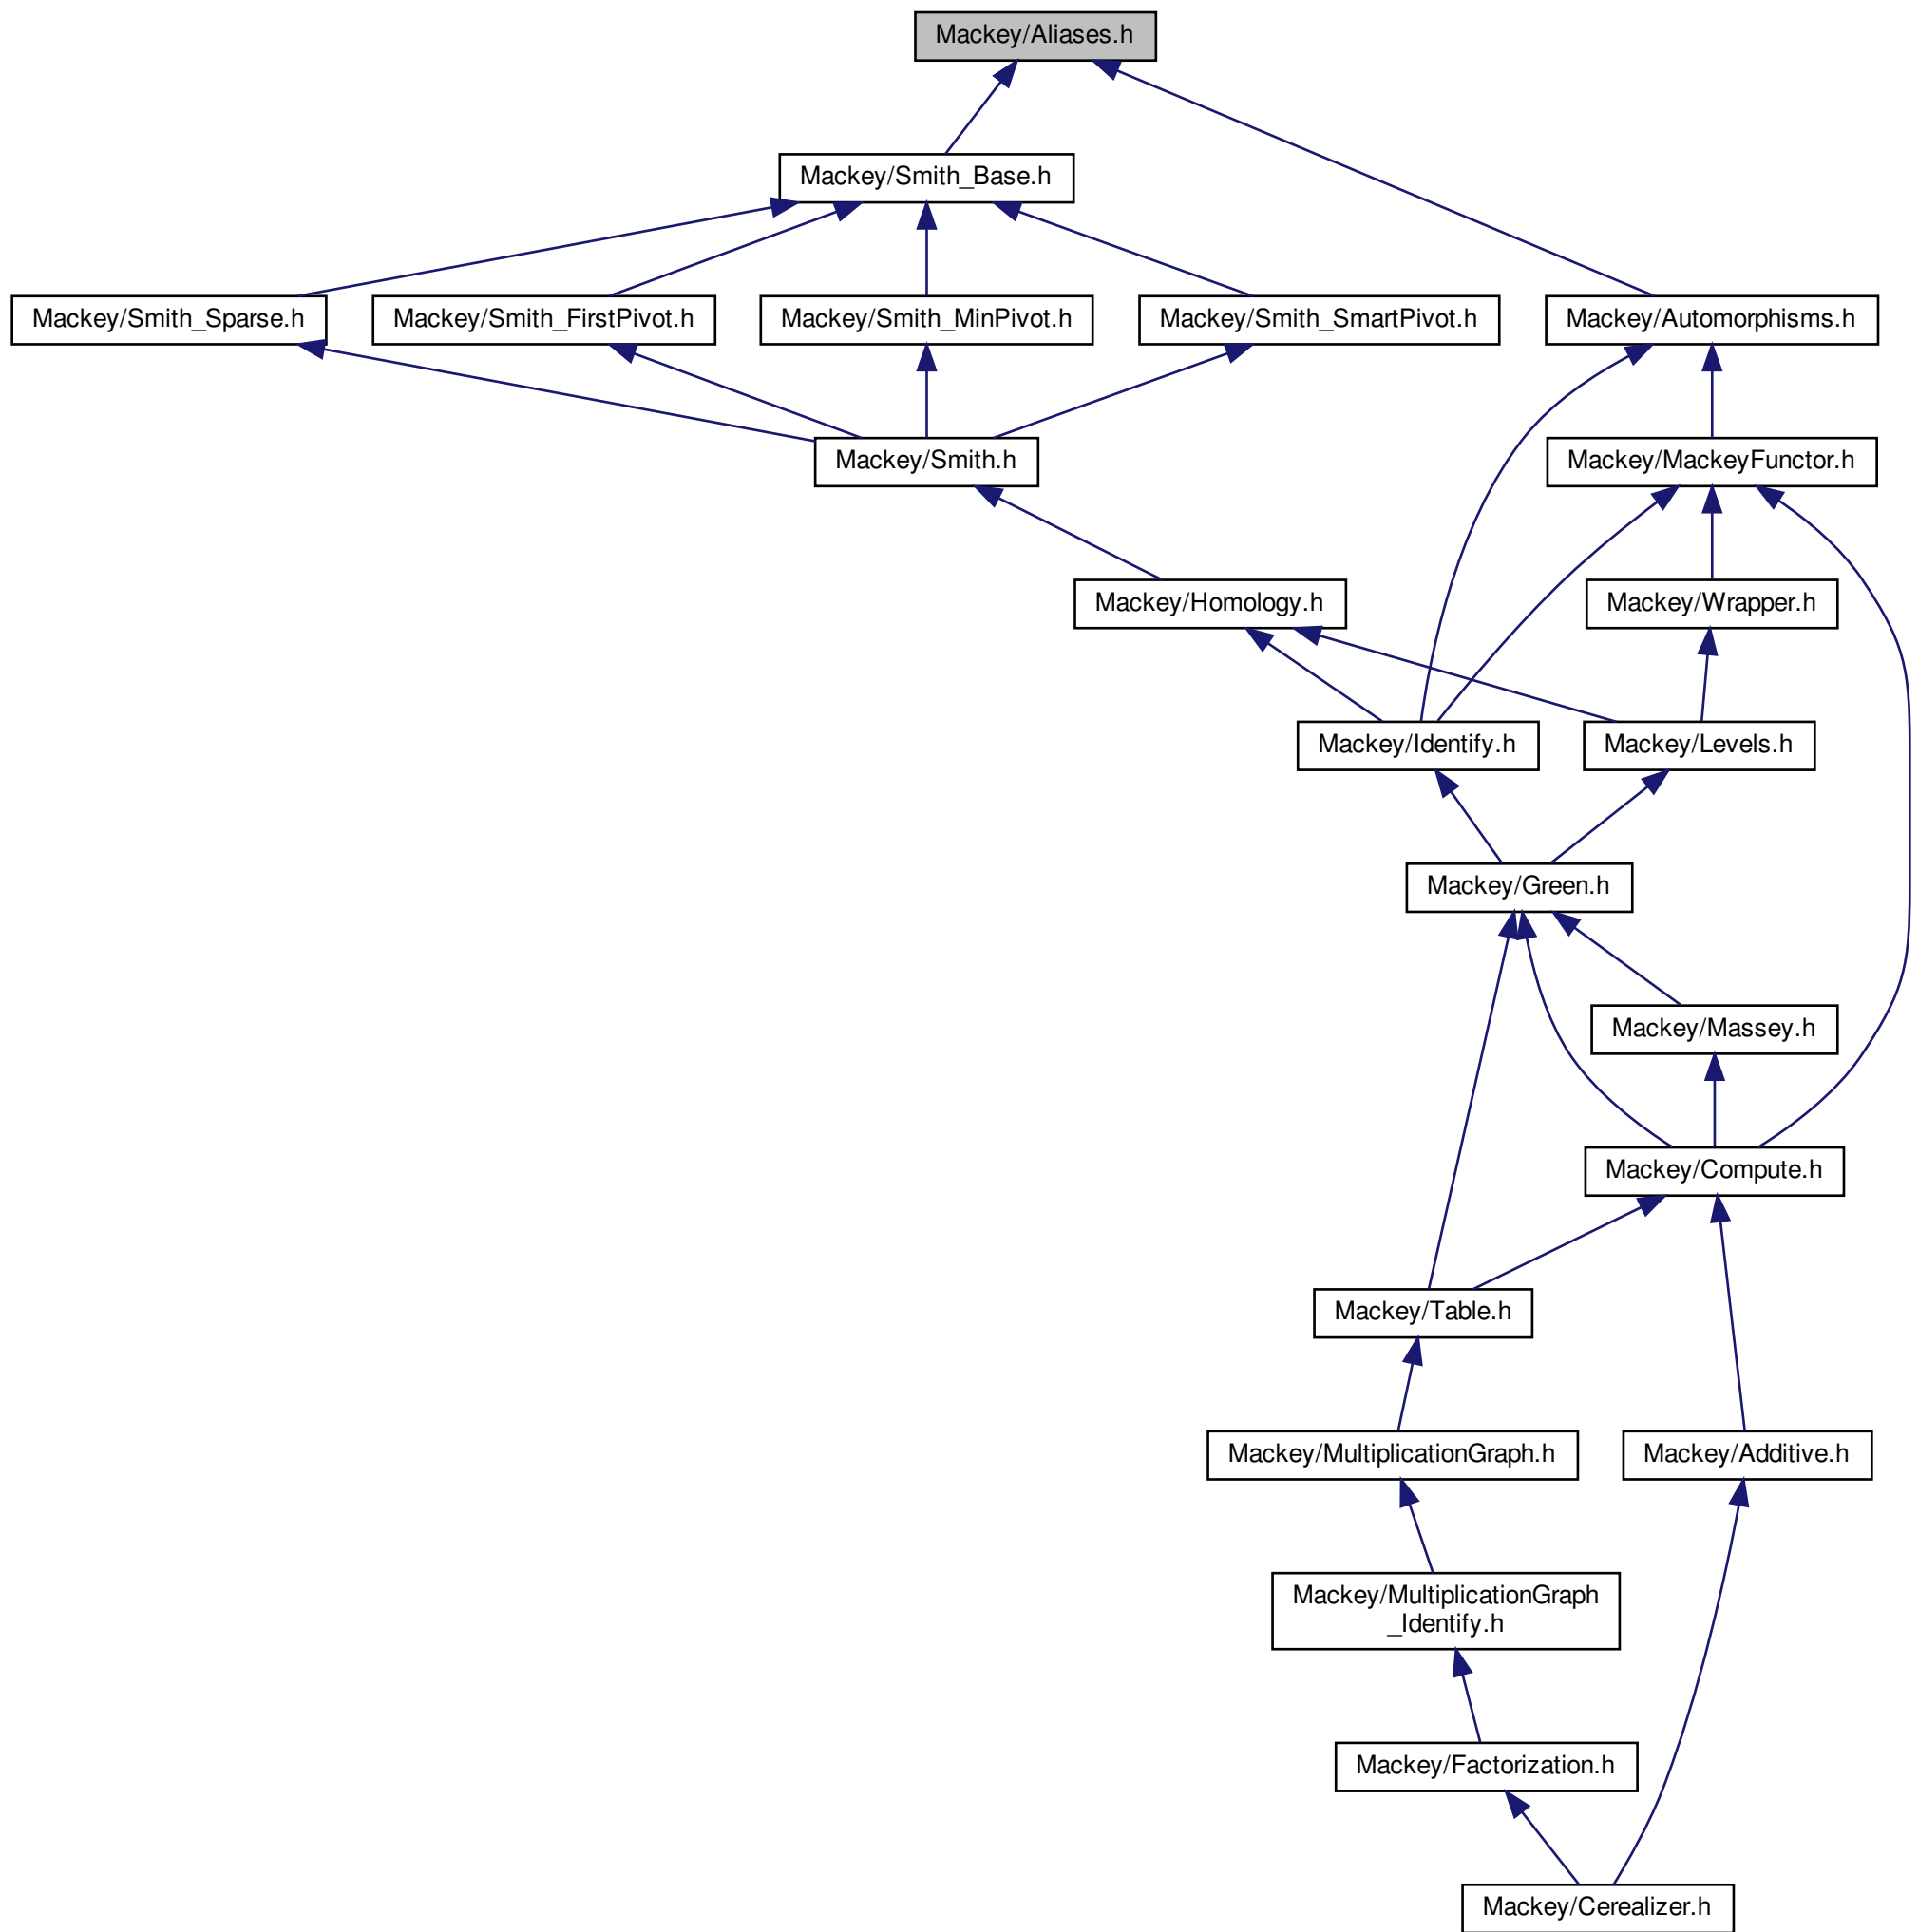 Mackey/Aliases.h
Mackey/Smith_Base.h
Mackey/Smith_Sparse.h
Mackey/Smith_FirstPivot.h
Mackey/Smith_MinPivot.h
Mackey/Smith_SmartPivot.h
Mackey/Automorphisms.h
Mackey/Smith.h
Mackey/MackeyFunctor.h
Mackey/Homology.h
Mackey/Wrapper.h
Mackey/Identify.h
Mackey/Levels.h
Mackey/Green.h
Mackey/Massey.h
Mackey/Compute.h
Mackey/Table.h
Mackey/MultiplicationGraph.h
Mackey/Additive.h
Mackey/MultiplicationGraph
_Identify.h
Mackey/Factorization.h
Mackey/Cerealizer.h